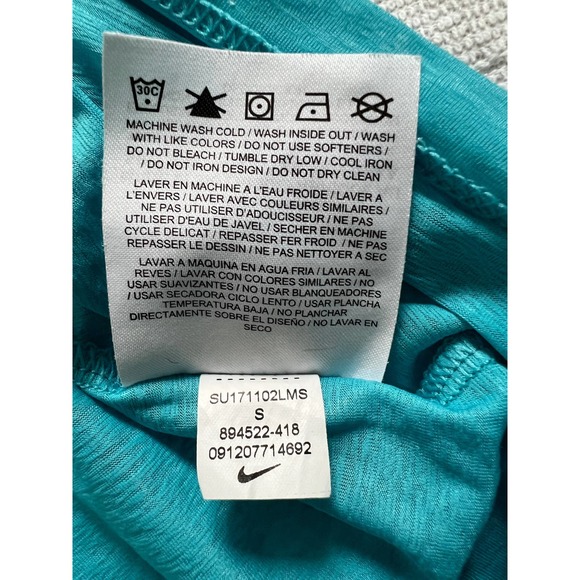 30C
MACHINE WASH COLD / WASH INSIDE OUT / WASH
WITH LIKE COLORS / DO NOT USE SOFTENERS /
DO NOT BLEACH / TUMBLE DRY LOW / COOL IRON
/ DO NOT IRON DESIGN / DO NOT DRY CLEAN
LAVER EN MACHINE A L'EAU FROIDE / LAVER A
L'ENVERS / LAVER AVEC COULEURS SIMILAIRES /
NE PAS UTILISER D'ADOUCISSEUR / NE PAS
UTILISER D'EAU DE JAVEL / SECHER EN MACHINE
CYCLE DELICAT / REPASSER FER FROID / NE PAS
REPASSER LE DESSIN / NE PAS NETTOYER A SEC
LAVAR A MAQUINA EN AGUA FRIA / LAVAR AL
REVES / LAVAR CON COLORES SIMILARES / NO
USAR SUAVIZANTES / NO USAR BLANQUEADORES
/ USAR SECADORA CICLO LENTO / USAR PLANCHA
TEMPERATURA BAJA / NO PLANCHAR
DIRECTAMENTE SOBRE EL DISEÑO / NO LAVAR EN
SECO
SU171102LMS
S
894522-418
091207714692